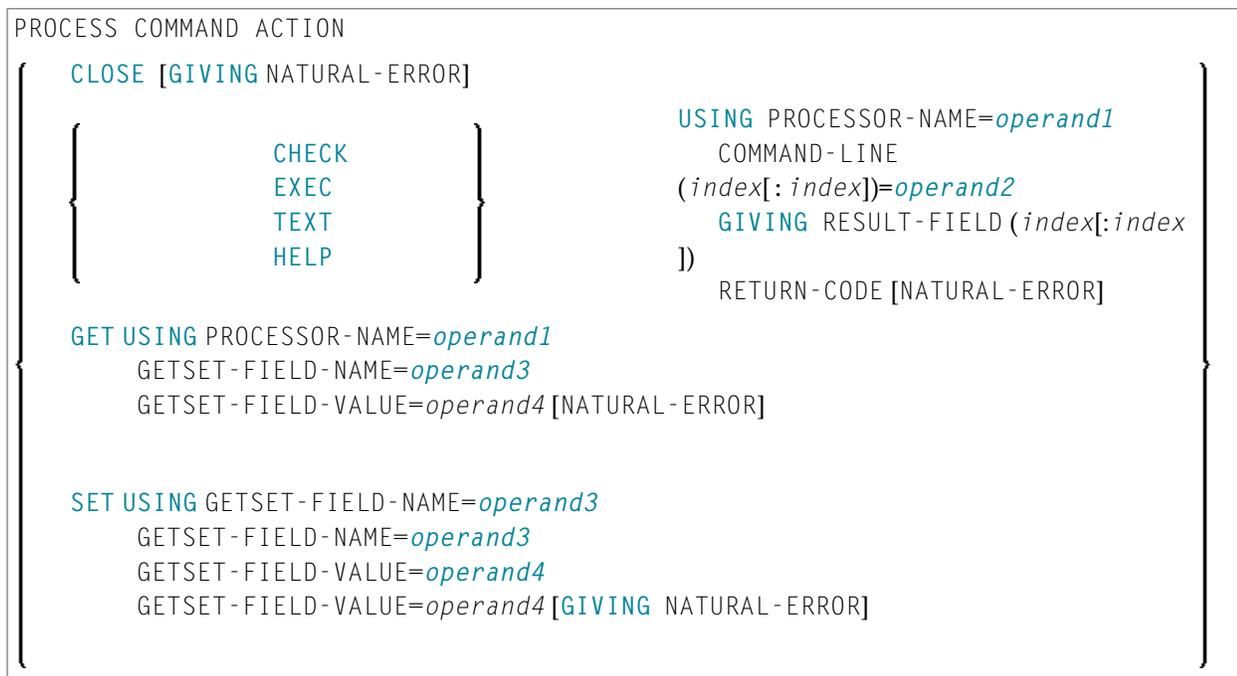 PROCESS COMMAND ACTION
CLOSE [GIVING NATURAL-ERROR]
CHECK
EXEC
TEXT
HELP
USING PROCESSOR-NAME=operand1
COMMAND-LINE
(index[:index])=operand2
GIVING RESULT-FIELD (index[:index
])
RETURN-CODE [NATURAL-ERROR]
GET USING PROCESSOR-NAME=operand1
GETSET-FIELD-NAME=operand3
GETSET-FIELD-VALUE=operand4 [NATURAL-ERROR]
SET USING GETSET-FIELD-NAME=operand3
GETSET-FIELD-NAME=operand3
GETSET-FIELD-VALUE=operand4
GETSET-FIELD-VALUE=operand4 [GIVING NATURAL-ERROR]